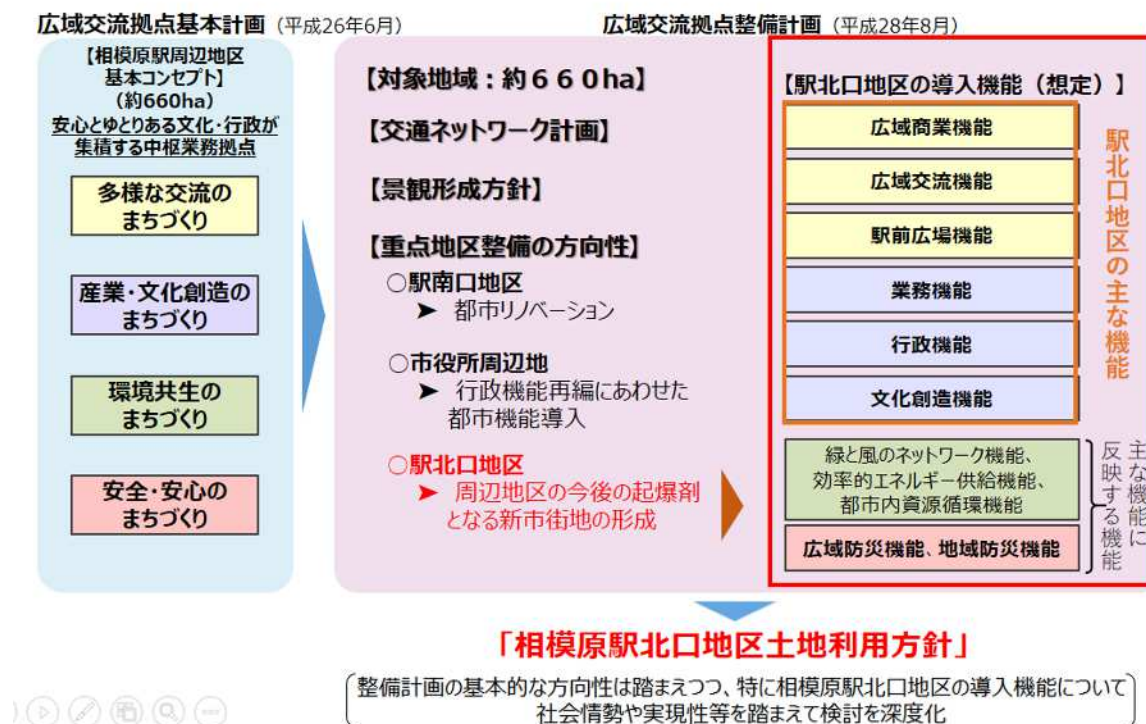 広域交流拠点基本計画（平成26年6月）
【相模原駅周辺地区
基本コンセプト】
（約660ha）
安心とゆとりある文化・行政が
集積する中枢業務拠点
多様な交流の
まちづくり
産業・文化創造の
まちづくり
環境共生の
まちづくり
安全・安心の
まちづくり
広域交流拠点整備計画（平成28年8月）
【対象地域：約６６０ha】
【交通ネットワーク計画】
【景観形成方針】
【重点地区整備の方向性】
○駅南口地区
➤ 都市リノベーション
○市役所周辺地
➤ 行政機能再編にあわせた
都市機能導入
○駅北口地区
➤ 周辺地区の今後の起爆剤
となる新市街地の形成
【駅北口地区の導入機能（想定）】
広域商業機能
広域交流機能
駅前広場機能
業務機能
行政機能
文化創造機能
駅北口地区の主な機能
緑と風のネットワーク機能、
効率的エネルギー供給機能、
都市内資源循環機能
広域防災機能、地域防災機能
主な機能に
反映する機能
「相模原駅北口地区土地利用方針」
整備計画の基本的な方向性は踏まえつつ、特に相模原駅北口地区の導入機能について
社会情勢や実現性等を踏まえて検討を深度化